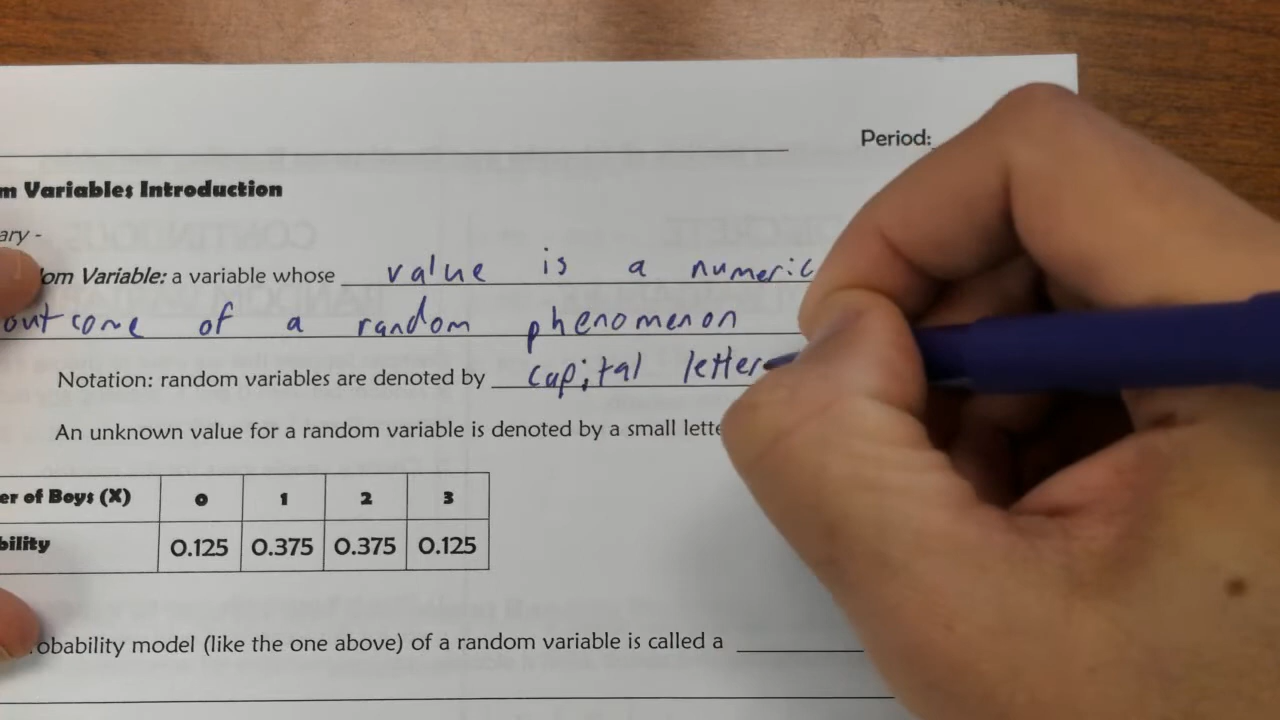 Period:
m Variables Introduction
ary -
om Variable: a variable whose value is a numeric
outcome of a random phenomenon
Notation: random variables are denoted by capital letter
An unknown value for a random variable is denoted by a small lette
er of Boys (X) 0 1 2 3
bility 0.125 0.375 0.375 0.125
obability model (like the one above) of a random variable is called a